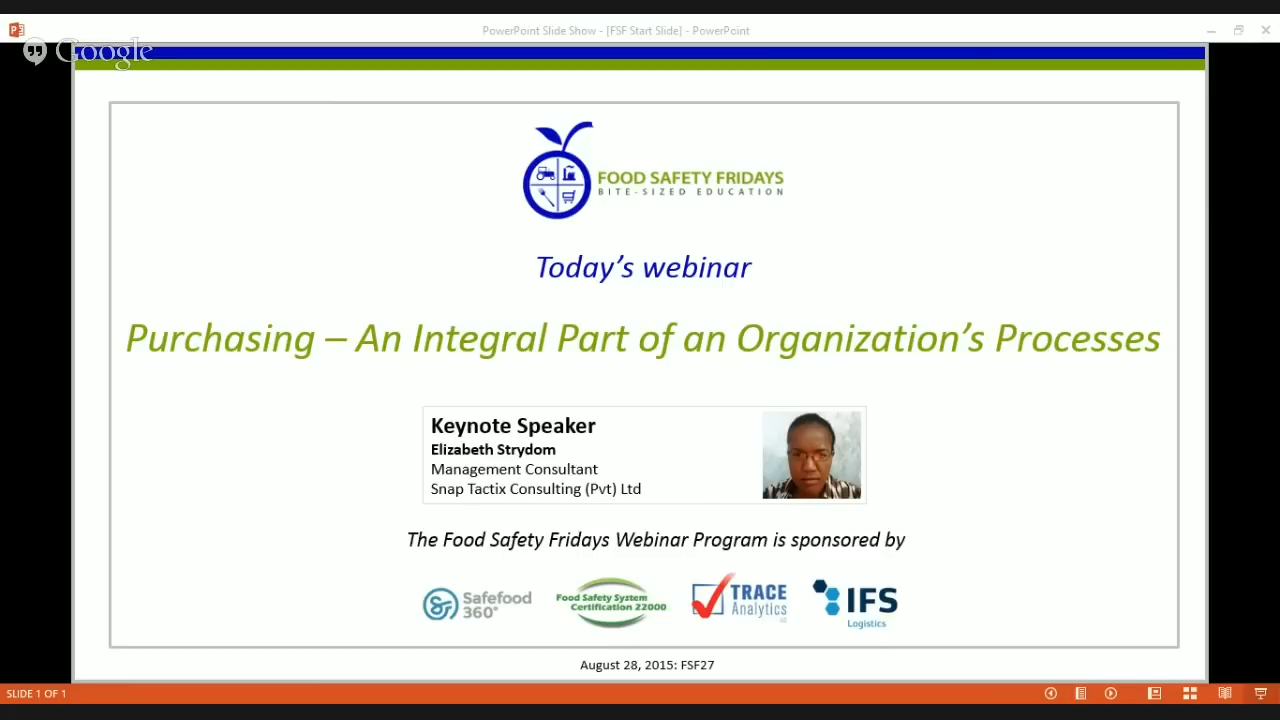 PowerPoint Slide Show - [FSF Start Slide] - PowerPoint
Google
FOOD SAFETY FRIDAYS
BITE-SIZED EDUCATION
Today's webinar
Purchasing – An Integral Part of an Organization's Processes
Keynote Speaker
Elizabeth Strydom
Management Consultant
Snap Tactix Consulting (Pvt) Ltd
The Food Safety Fridays Webinar Program is sponsored by
Safefood
360°
Food Safety System
Certification 22000
TRACE
Analytics
IFS
Logistics
August 28, 2015: FSF27
SLIDE 1 OF 1